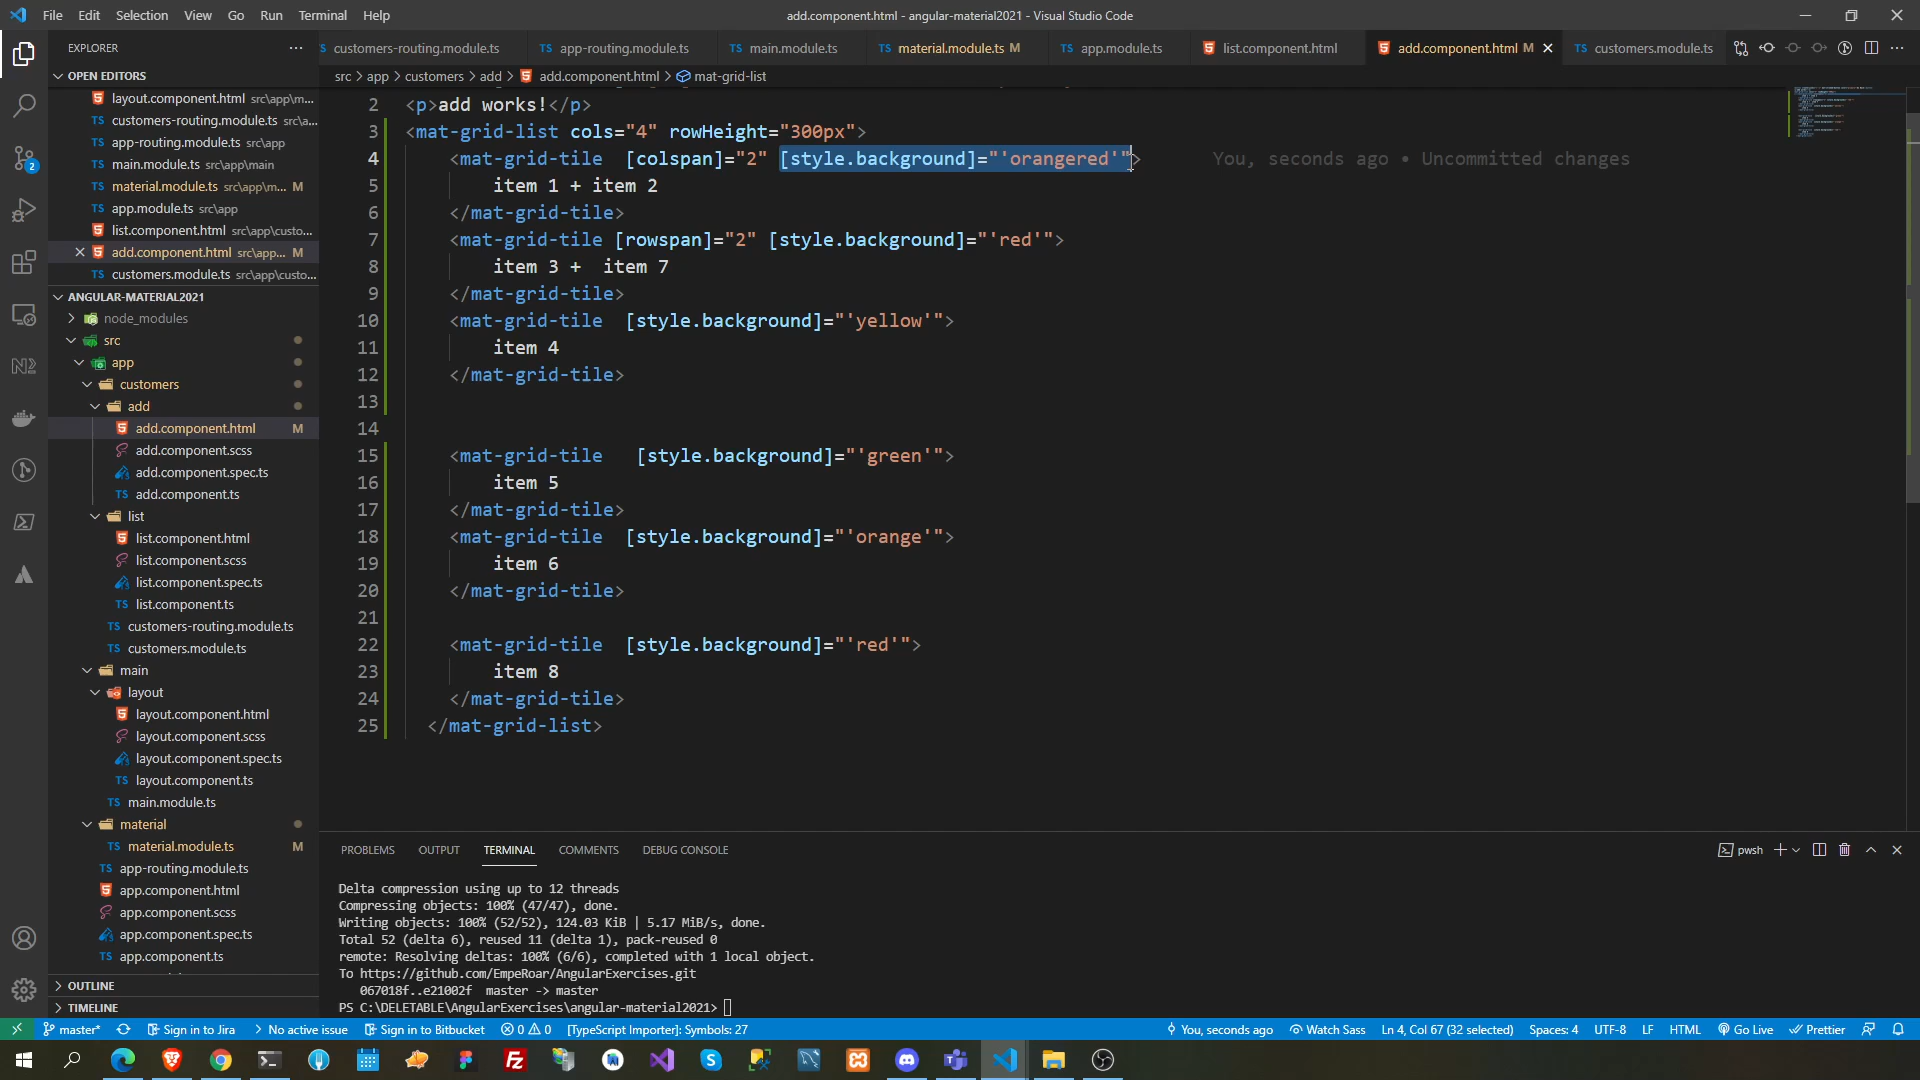 File Edit Selection View Go Run Terminal Help
add.component.html - angular-material2021 - Visual Studio Code
EXPLORER
customers-routing.module.ts
TS app-routing.module.ts
TS main.module.ts
TS material.module.ts M
TS app.module.ts
list.component.html
add.component.html M
TS customers.module.ts
OPEN EDITORS
layout.component.html src\app\m...
TS customers-routing.module.ts src\a...
TS app-routing.module.ts src\app
TS main.module.ts src\app\main
TS material.module.ts src\app\m... M
TS app.module.ts src\app
list.component.html src\app\custo...
add.component.html src\app... M
TS customers.module.ts src\app\custo...
ANGULAR-MATERIAL2021
node_modules
src
app
customers
add
add.component.html M
add.component.scss
add.component.spec.ts
TS add.component.ts
list
list.component.html
list.component.scss
list.component.spec.ts
TS list.component.ts
TS customers-routing.module.ts
TS customers.module.ts
main
layout
layout.component.html
layout.component.scss
layout.component.spec.ts
TS layout.component.ts
TS main.module.ts
material
TS material.module.ts M
TS app-routing.module.ts
app.component.html
app.component.scss
app.component.spec.ts
TS app.component.ts
OUTLINE
TIMELINE
src > app > customers > add > add.component.html > mat-grid-list
2 <p>add works!</p>
3 <mat-grid-list cols="4" rowHeight="300px">
4 <mat-grid-tile [colspan]="2" [style.background]="'orangered'"> You, seconds ago • Uncommitted changes
5 item 1 + item 2
6 </mat-grid-tile>
7 <mat-grid-tile [rowspan]="2" [style.background]="'red'">
8 item 3 + item 7
9 </mat-grid-tile>
10 <mat-grid-tile [style.background]="'yellow'">
11 item 4
12 </mat-grid-tile>
13
14
15 <mat-grid-tile [style.background]="'green'">
16 item 5
17 </mat-grid-tile>
18 <mat-grid-tile [style.background]="'orange'">
19 item 6
20 </mat-grid-tile>
21
22 <mat-grid-tile [style.background]="'red'">
23 item 8
24 </mat-grid-tile>
25 </mat-grid-list>
PROBLEMS OUTPUT TERMINAL COMMENTS DEBUG CONSOLE
pwsh
Delta compression using up to 12 threads
Compressing objects: 100% (47/47), done.
Writing objects: 100% (52/52), 124.03 KiB | 5.17 MiB/s, done.
Total 52 (delta 6), reused 11 (delta 1), pack-reused 0
remote: Resolving deltas: 100% (6/6), completed with 1 local object.
To https://github.com/EmpeRoar/AngularExercises.git
067018f..e21002f master -> master
PS C:\DELETABLE\AngularExercises\angular-material2021>
master* Sign in to Jira No active issue Sign in to Bitbucket 0 0 [TypeScript Importer]: Symbols: 27
You, seconds ago Watch Sass Ln 4, Col 67 (32 selected) Spaces: 4 UTF-8 LF HTML Go Live Prettier